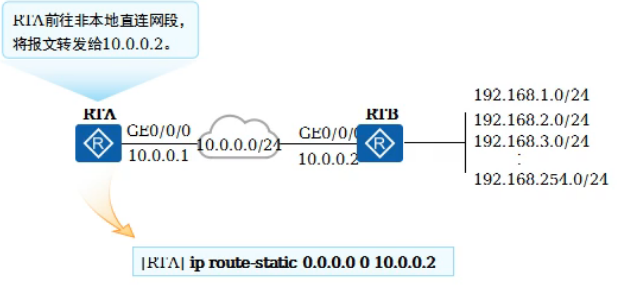 RTA前往非本地直连网段，
将报文转发给10.0.0.2。
RTA
RTB
GE0/0/0
10.0.0.1
10.0.0.0/24
GE0/0/0
10.0.0.2
192.168.1.0/24
192.168.2.0/24
192.168.3.0/24
:
192.168.254.0/24
R
R
[RTA] ip route-static 0.0.0.0 0 10.0.0.2